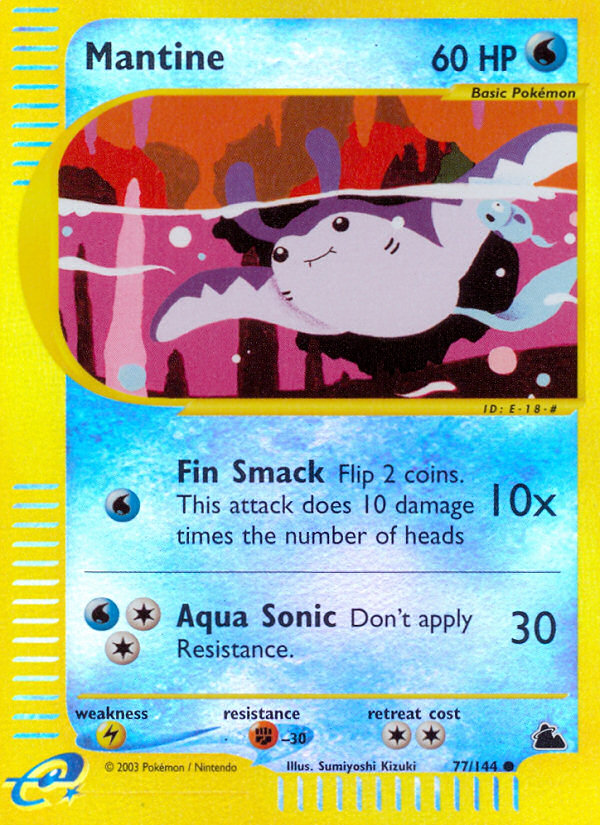 Mantine 60 HP
Basic Pokémon
ID: E-18-#
Fin Smack Flip 2 coins.
This attack does 10 damage 10x
times the number of heads
Aqua Sonic Don't apply 30
Resistance.
weakness resistance retreat cost
-30
© 2003 Pokémon / Nintendo Illus. Sumiyoshi Kizuki 77/144
e